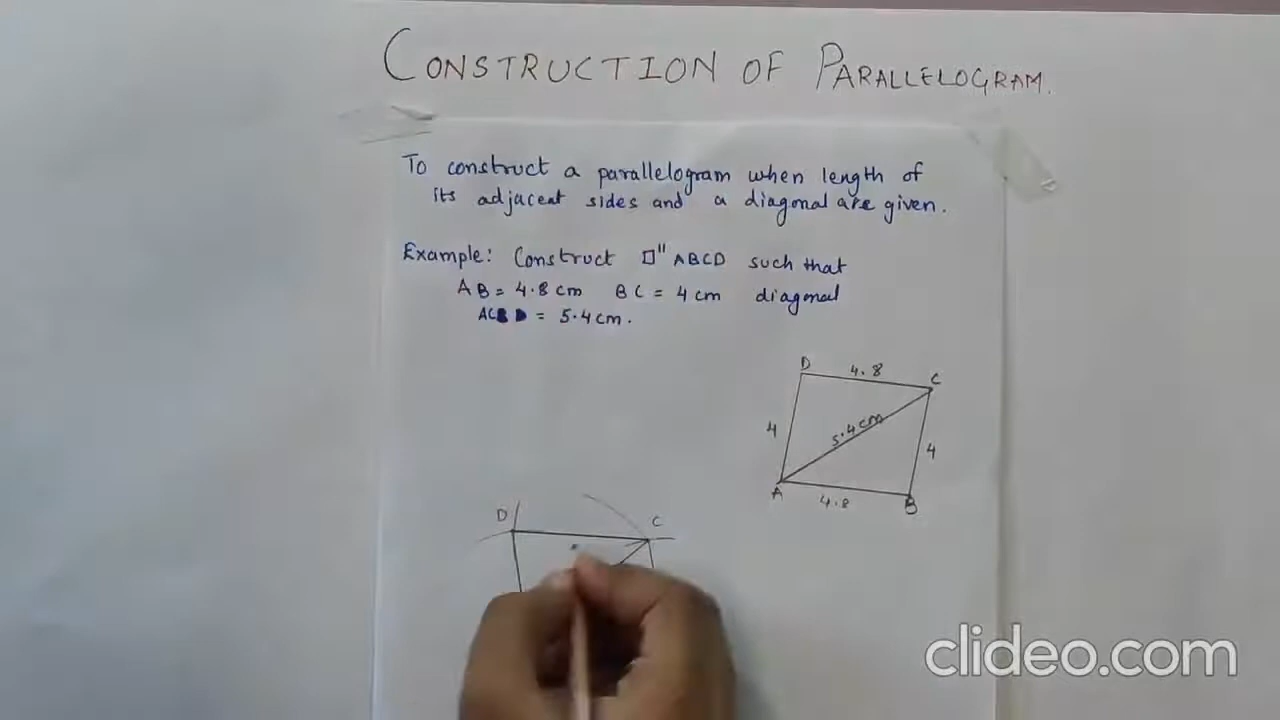 CONSTRUCTION OF PARALLELOGRAM.
To construct a parallelogram when length of
its adjacent sides and a diagonal are given.
Example: Construct □" ABCD such that
AB = 4.8 cm BC = 4 cm diagonal
AC = 5.4 cm.
D 4.8 C
4 5.4 cm 4
A 4.8 B
D C
clideo.com